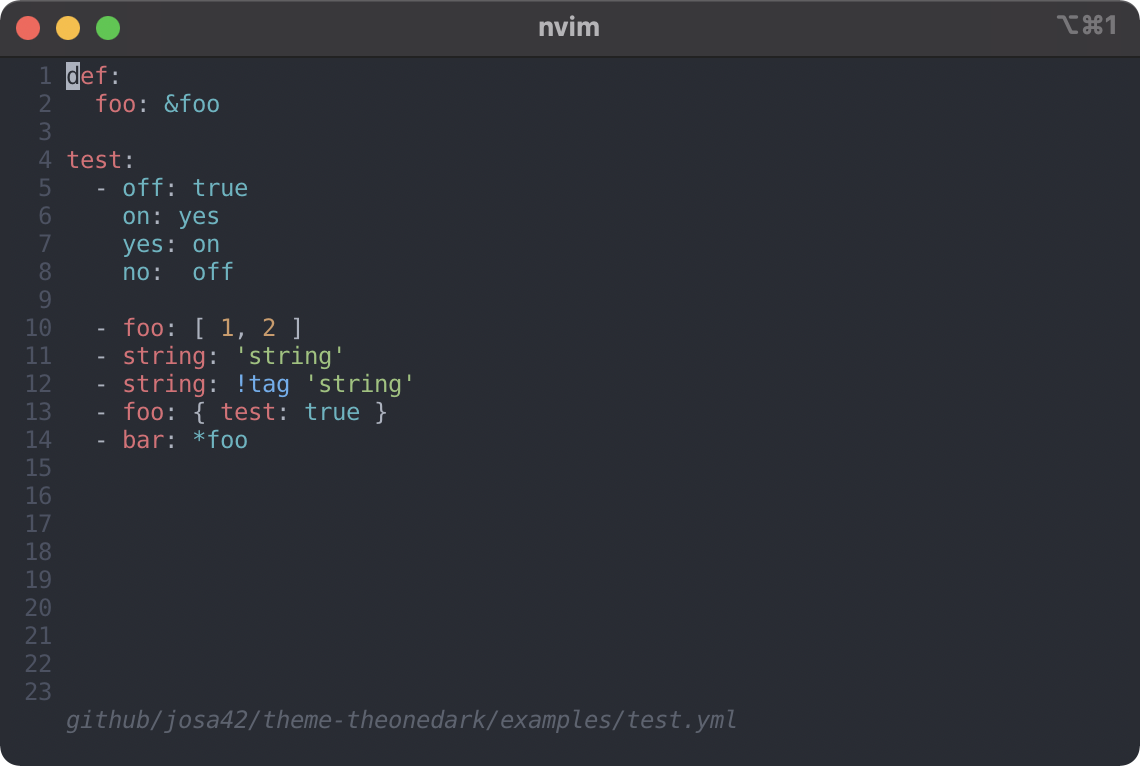 nvim
⌥⌘1
1 def:
2   foo: &foo
3
4 test:
5   - off: true
6     on: yes
7     yes: on
8     no:  off
9
10   - foo: [ 1, 2 ]
11   - string: 'string'
12   - string: !tag 'string'
13   - foo: { test: true }
14   - bar: *foo
15
16
17
18
19
20
21
22
23
github/josa42/theme-theonedark/examples/test.yml